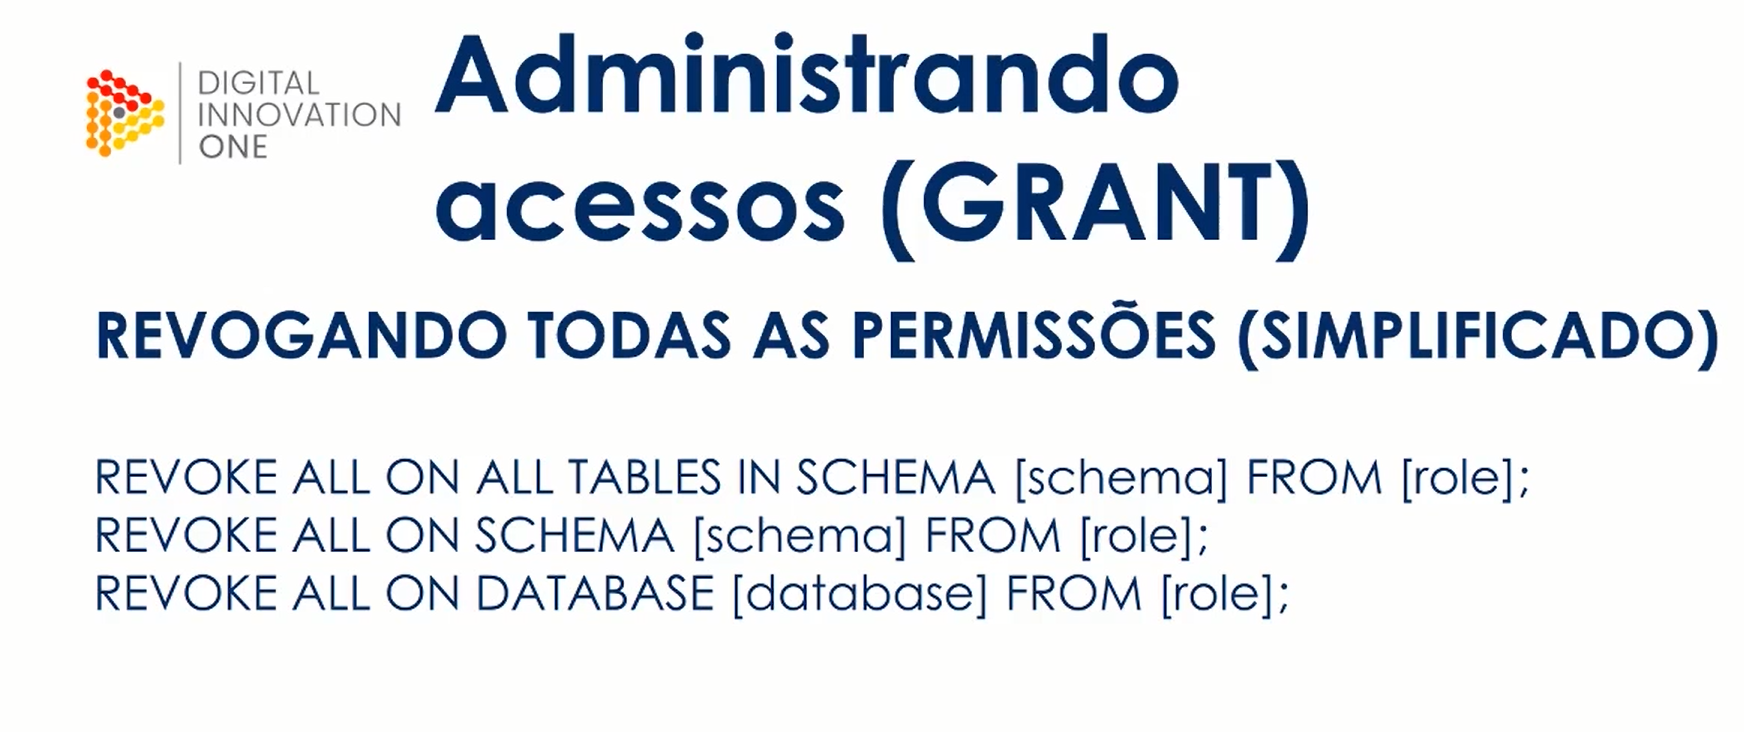 DIGITAL
INNOVATION
ONE
Administrando
acessos (GRANT)
REVOGANDO TODAS AS PERMISSÕES (SIMPLIFICADO)
REVOKE ALL ON ALL TABLES IN SCHEMA [schema] FROM [role];
REVOKE ALL ON SCHEMA [schema] FROM [role];
REVOKE ALL ON DATABASE [database] FROM [role];